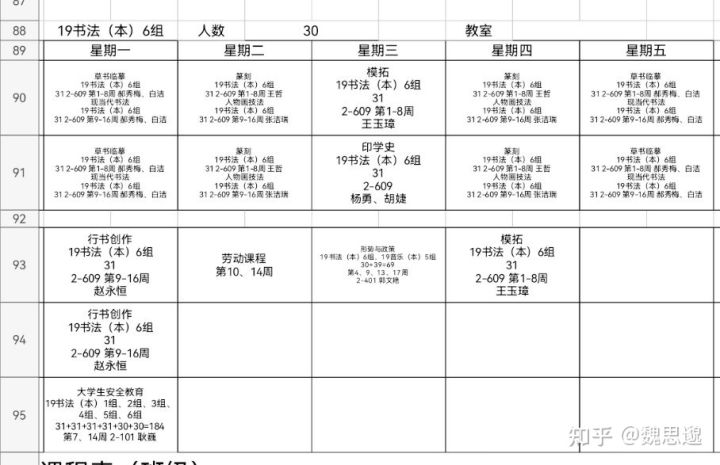 87
88 19书法（本）6组 人数 30 教室
89 星期一 星期二 星期三 星期四 星期五
90
草书临摹
19书法（本）6组
31 2-609 第1-8周 郝秀梅、白洁
现当代书法
19书法（本）6组
31 2-609 第9-16周 郝秀梅、白洁
篆刻
19书法（本）6组
31 2-609 第1-8周 王哲
人物画技法
19书法（本）6组
31 2-609 第9-16周 张洁瑞
模拓
19书法（本）6组
31
2-609 第1-8周
王玉璋
篆刻
19书法（本）6组
31 2-609 第1-8周 王哲
人物画技法
19书法（本）6组
31 2-609 第9-16周 张洁瑞
草书临摹
19书法（本）6组
31 2-609 第1-8周 郝秀梅、白洁
现当代书法
19书法（本）6组
31 2-609 第9-16周 郝秀梅、白洁
91
草书临摹
19书法（本）6组
31 2-609 第1-8周 郝秀梅、白洁
现当代书法
19书法（本）6组
31 2-609 第9-16周 郝秀梅、白洁
篆刻
19书法（本）6组
31 2-609 第1-8周 王哲
人物画技法
19书法（本）6组
31 2-609 第9-16周 张洁瑞
印学史
19书法（本）6组
31
2-609
杨勇、胡婕
篆刻
19书法（本）6组
31 2-609 第1-8周 王哲
人物画技法
19书法（本）6组
31 2-609 第9-16周 张洁瑞
草书临摹
19书法（本）6组
31 2-609 第1-8周 郝秀梅、白洁
现当代书法
19书法（本）6组
31 2-609 第9-16周 郝秀梅、白洁
92
93
行书创作
19书法（本）6组
31
2-609 第9-16周
赵永恒
劳动课程
第10、14周
形势与政策
19书法（本）6组、19音乐（本）5组
30+39=69
第4、9、13、17周
2-401 郭文艳
模拓
19书法（本）6组
31
2-609 第1-8周
王玉璋
94
行书创作
19书法（本）6组
31
2-609 第9-16周
赵永恒
95
大学生安全教育
19书法（本）1组、2组、3组、
4组、5组、6组
31+31+31+31+30+30=184
第7、14周 2-101 耿巍
知乎 @魏思邈
课程表（班级）